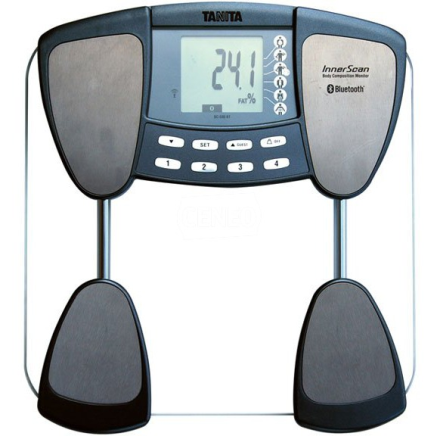 TANITA
24.1
%
FAT%
InnerScan
Body Composition Monitor
Bluetooth®
SET
1
2
3
4